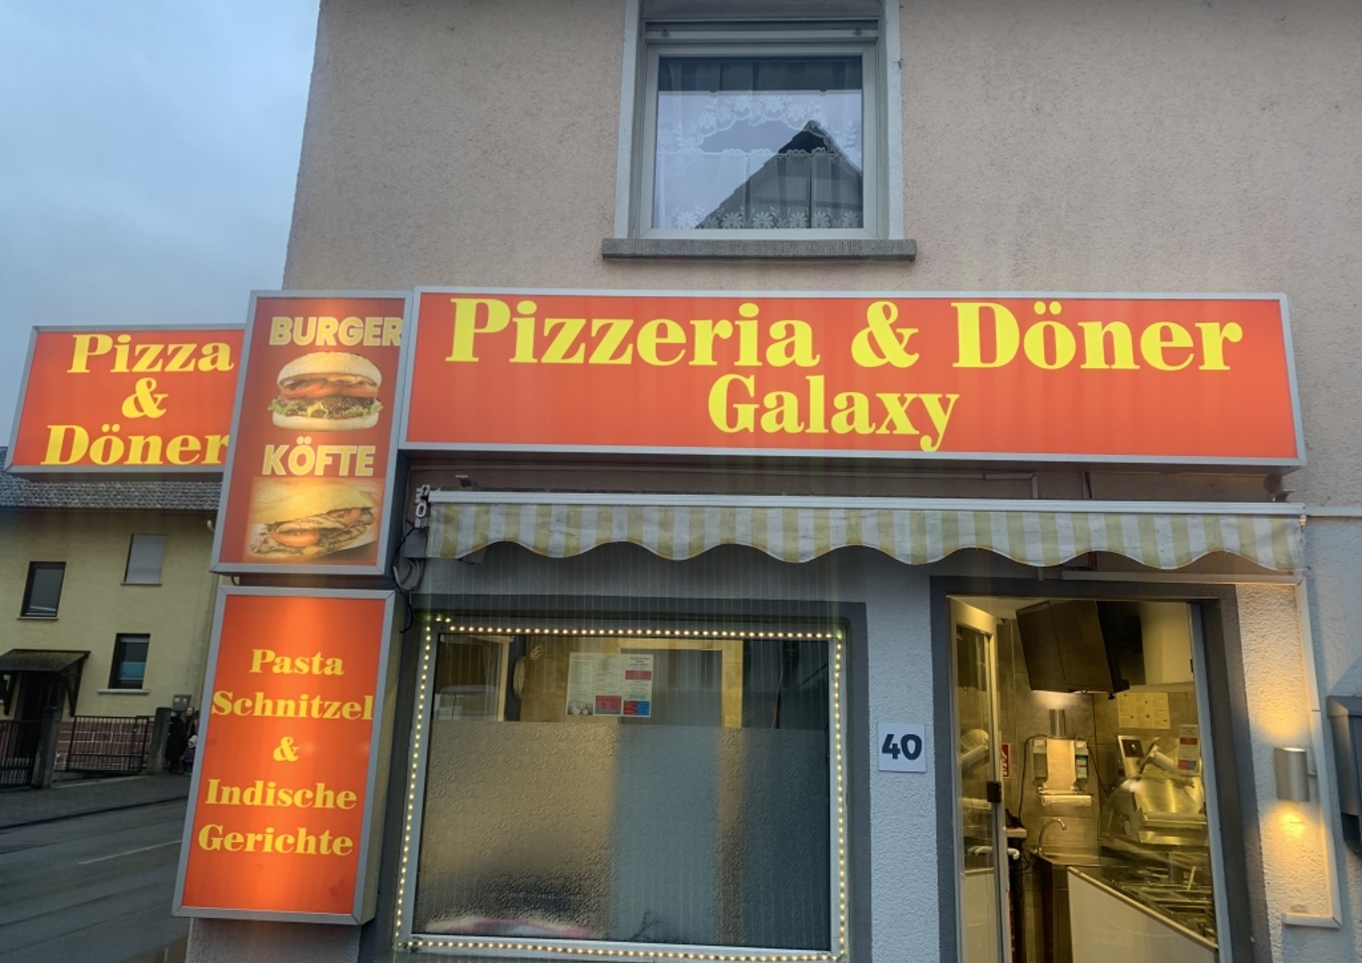 Pizza
&
Döner
BURGER
KÖFTE
Pizzeria & Döner
Galaxy
Pasta
Schnitzel
&
Indische
Gerichte
40